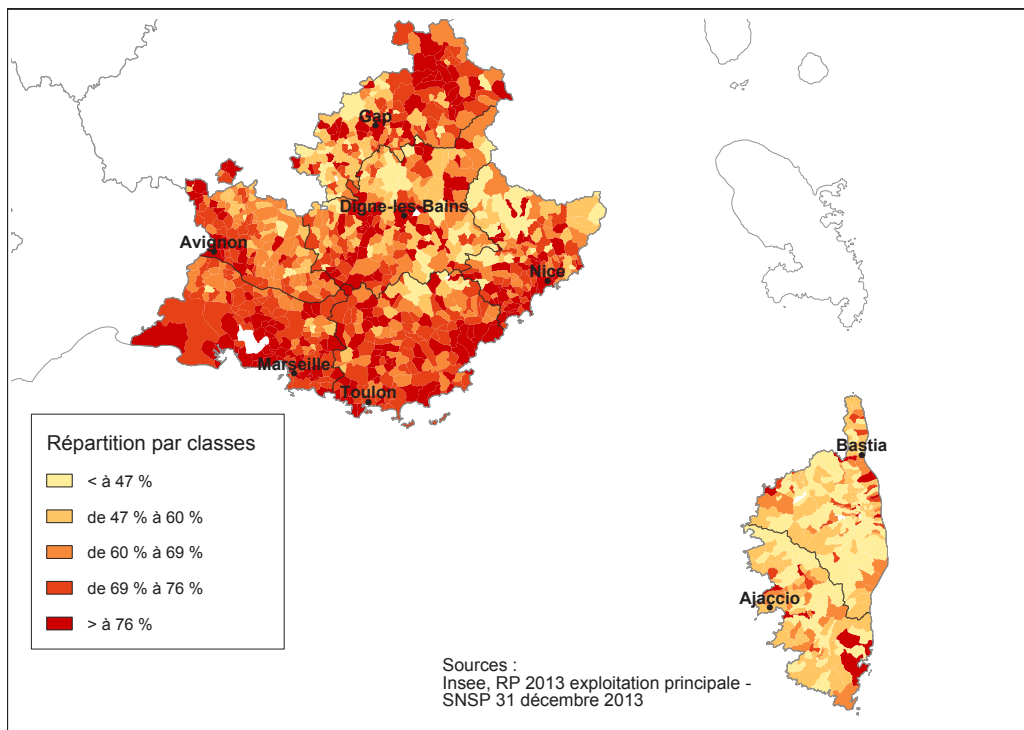 Gap
Digne-les-Bains
Avignon
Nice
Marseille
Toulon
Répartition par classes
< à 47 %
de 47 % à 60 %
de 60 % à 69 %
de 69 % à 76 %
> à 76 %
Bastia
Ajaccio
Sources :
Insee, RP 2013 exploitation principale -
SNSP 31 décembre 2013